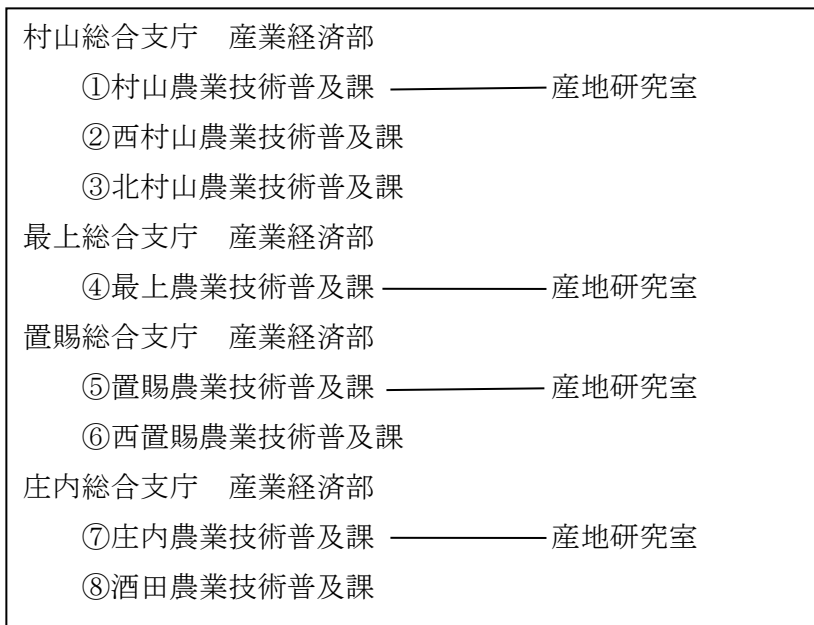 村山総合支庁　産業経済部
①村山農業技術普及課 産地研究室
②西村山農業技術普及課
③北村山農業技術普及課
最上総合支庁　産業経済部
④最上農業技術普及課 産地研究室
置賜総合支庁　産業経済部
⑤置賜農業技術普及課 産地研究室
⑥西置賜農業技術普及課
庄内総合支庁　産業経済部
⑦庄内農業技術普及課 産地研究室
⑧酒田農業技術普及課